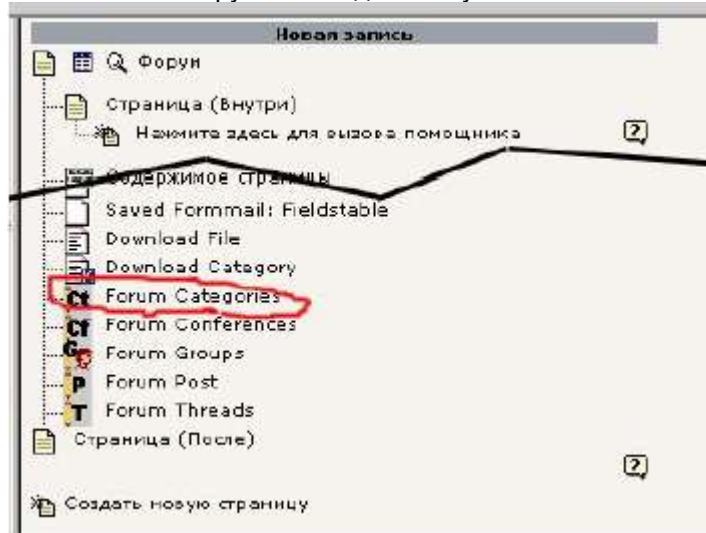 Новая запись
Форум
Страница (Внутри)
Нажмите здесь для вызова помощника
Содержимое страницы
Saved Formmail: Fieldstable
Download File
Download Category
Ct Forum Categories
Cf Forum Conferences
G Forum Groups
P Forum Post
T Forum Threads
Страница (После)
Создать новую страницу